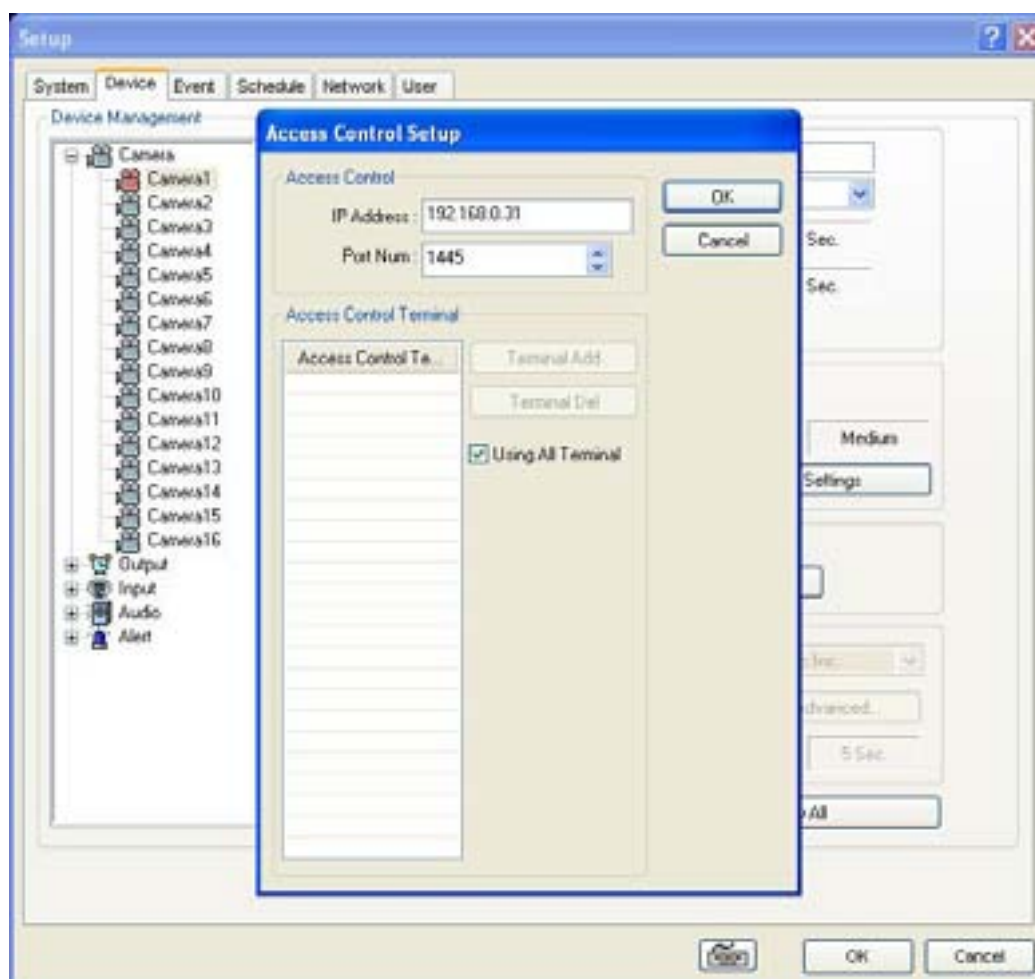 Setup
System Device Event Schedule Network User
Device Management
Camera
Camera1
Camera2
Camera3
Camera4
Camera5
Camera6
Camera7
Camera8
Camera9
Camera10
Camera11
Camera12
Camera13
Camera14
Camera15
Camera16
Output
Input
Audio
Alert
Access Control Setup
Access Control
IP Address : 192.168.0.31
Port Num : 1445
OK
Cancel
Access Control Terminal
Access Control Te...
Terminal Add
Terminal Del
Using All Terminal
Sec.
Sec.
Medium
Settings
Inc.
dvanced...
5 Sec.
All
OK
Cancel